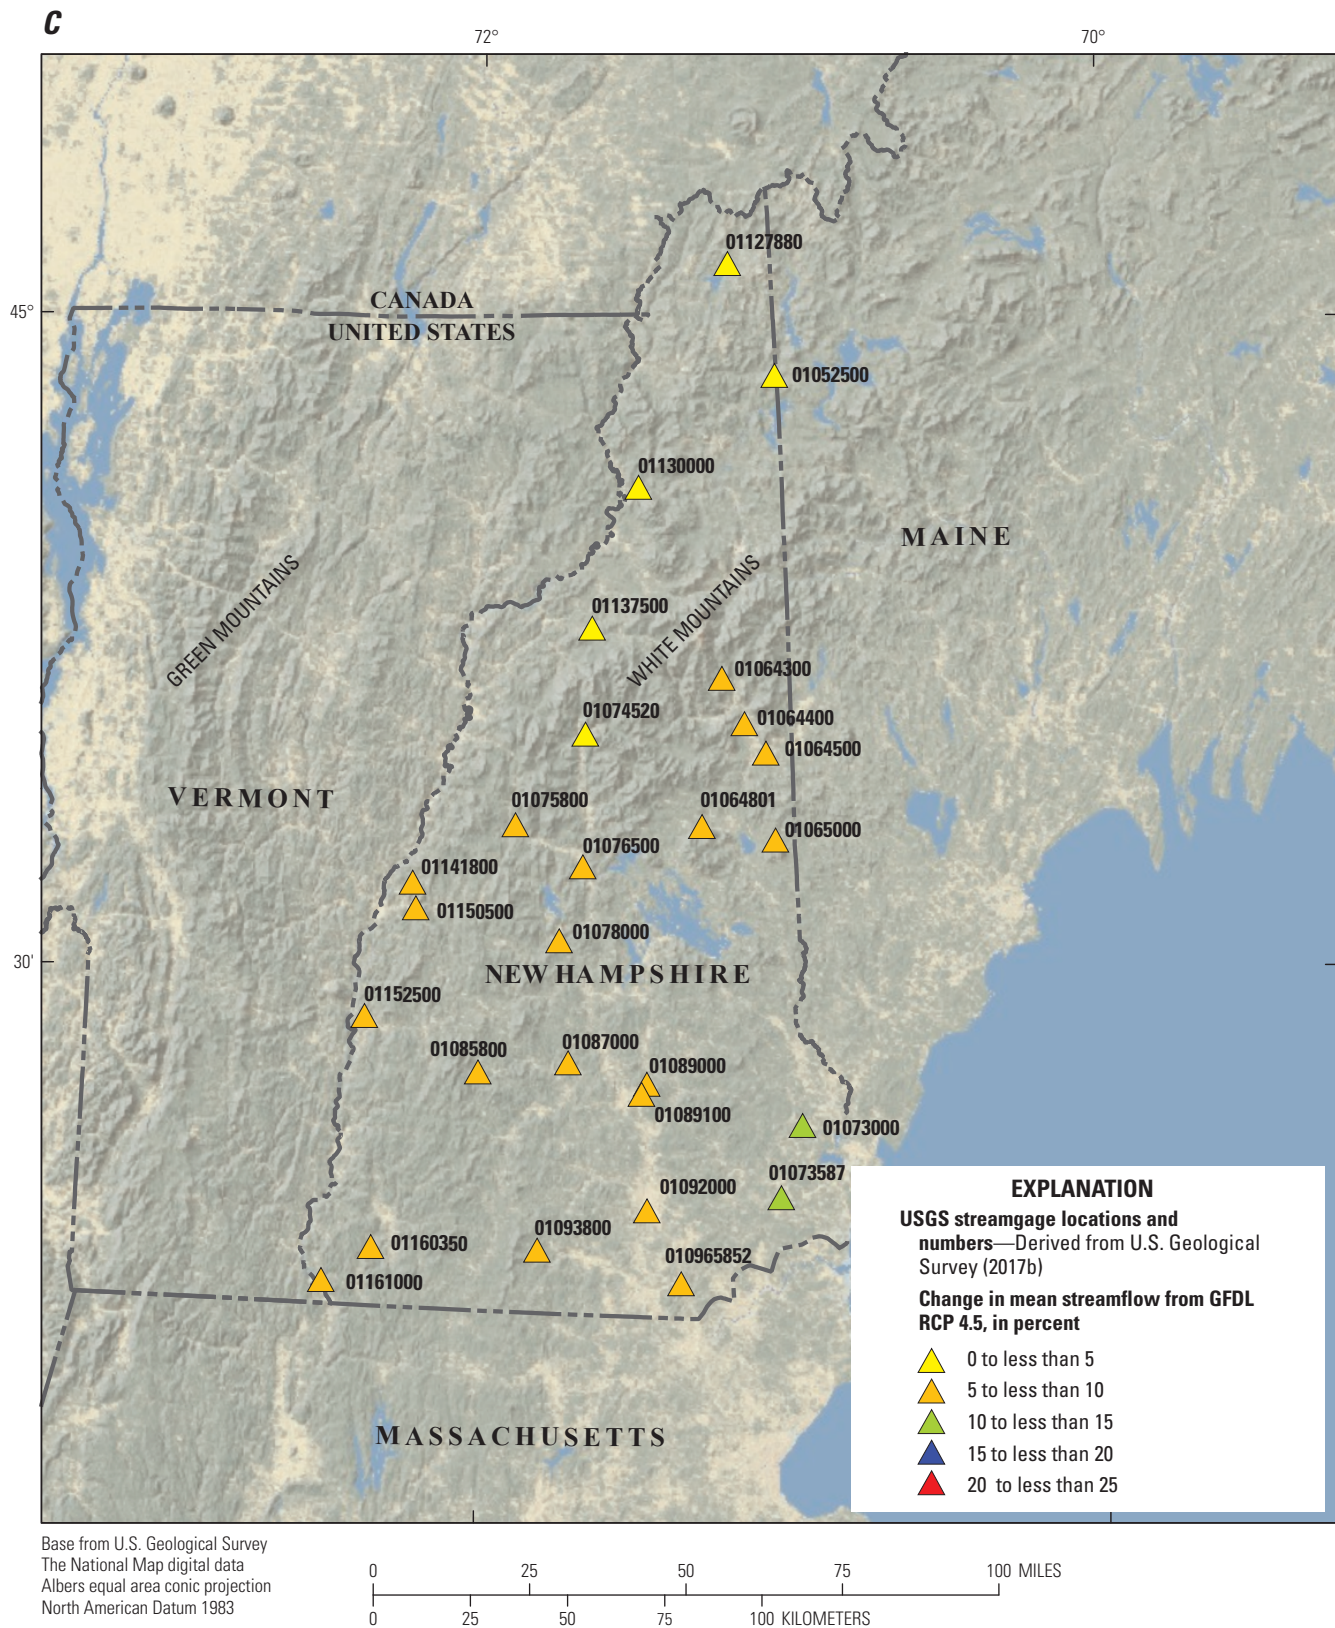 C
72°
70°
01127880
45°
CANADA
UNITED STATES
01052500
01130000
MAINE
GREEN MOUNTAINS
WHITE MOUNTAINS
01137500
01064300
01074520
01064400
01064500
VERMONT
01075800
01064801
01065000
01076500
01141800
01150500
01078000
30'
NEW HAMPSHIRE
01152500
01085800
01087000
01089000
01089100
01073000
01073587
01092000
01093800
01160350
010965852
01161000
MASSACHUSETTS
EXPLANATION
USGS streamgage locations and
numbers—Derived from U.S. Geological
Survey (2017b)
Change in mean streamflow from GFDL
RCP 4.5, in percent
0 to less than 5
5 to less than 10
10 to less than 15
15 to less than 20
20 to less than 25
Base from U.S. Geological Survey
The National Map digital data
Albers equal area conic projection
North American Datum 1983
0 25 50 75 100 MILES
0 25 50 75 100 KILOMETERS